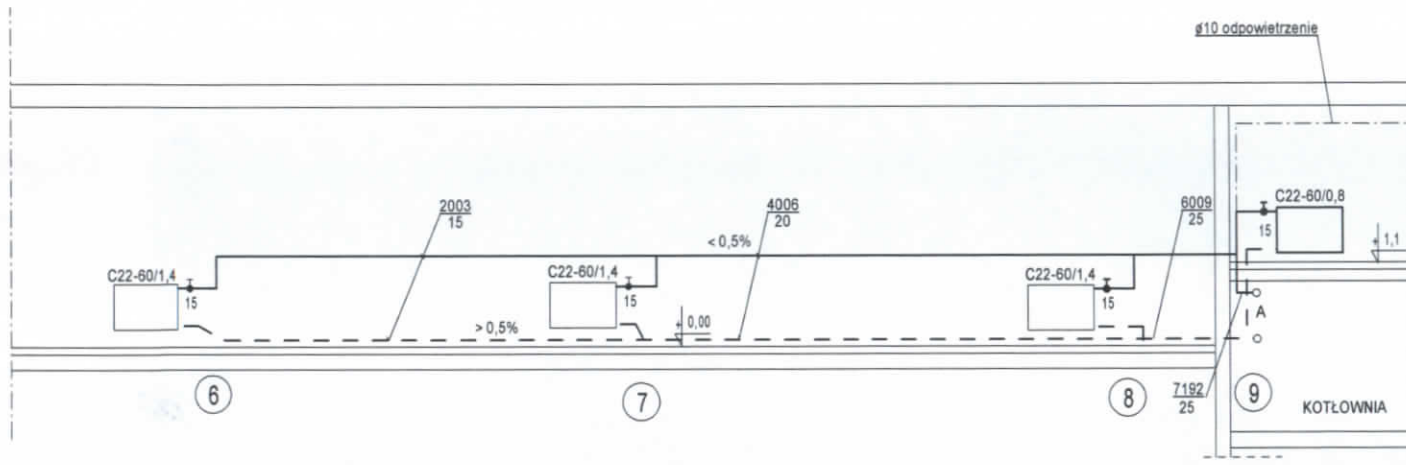 ø10 odpowietrzenie
2003
15
4006
20
6009
25
C22-60/0,8
< 0,5%
15
+ 1,1
C22-60/1,4
15
C22-60/1,4
15
C22-60/1,4
15
A
> 0,5%
+ 0,00
6
7
8
7192
25
9
KOTŁOWNIA